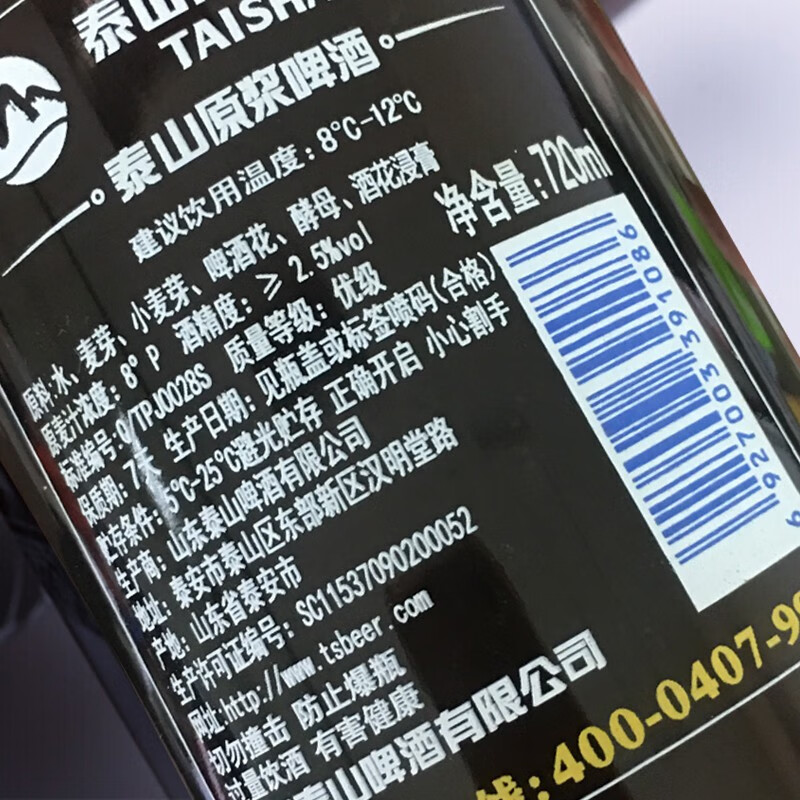 泰山
TAISHA
泰山原浆啤酒
建议饮用温度:8°C-12°C
净含量:720ml
原料:水、麦芽、小麦芽、啤酒花、酵母、酒花浸膏
原麦汁浓度:8°P 酒精度:≥2.5%vol
标准编号:Q/TPJ0028S 质量等级:优级
保质期:7天 生产日期:见瓶盖或标签喷码(合格)
贮存条件:5°C-25°C避光贮存 正确开启 小心割手
生产商:山东泰山啤酒有限公司
地址:泰安市泰山区东部新区汉明堂路
产地:山东省泰安市
生产许可证编号:SC11537090200052
网址:http://www.tsbeer.com
切勿撞击 防止爆瓶
过量饮酒 有害健康
泰山啤酒有限公司
线:400-0407-9
6 927003 391086